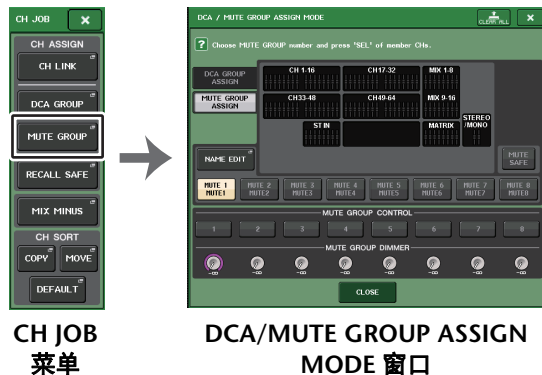 CH JOB
CH ASSIGN
CH LINK
DCA GROUP
MUTE GROUP
RECALL SAFE
MIX MINUS
CH SORT
COPY MOVE
DEFAULT
CH JOB
菜单
DCA / MUTE GROUP ASSIGN MODE
CLEAR ALL
? Choose MUTE GROUP number and press "SEL" of member CHs.
DCA GROUP
ASSIGN
MUTE GROUP
ASSIGN
CH 1-16 CH17-32 MIX 1-8
CH33-48 CH49-64 MIX 9-16
STEREO
/MONO
ST IN MATRIX
NAME EDIT
MUTE
SAFE
MUTE 1 MUTE 2 MUTE 3 MUTE 4 MUTE 5 MUTE 6 MUTE 7 MUTE 8
MUTE1 MUTE2 MUTE3 MUTE4 MUTE5 MUTE6 MUTE7 MUTE8
MUTE GROUP CONTROL
1 2 3 4 5 6 7 8
MUTE GROUP DIMMER
-∞ -∞ -∞ -∞ -∞ -∞ -∞ -∞
CLOSE
DCA/MUTE GROUP ASSIGN
MODE 窗口